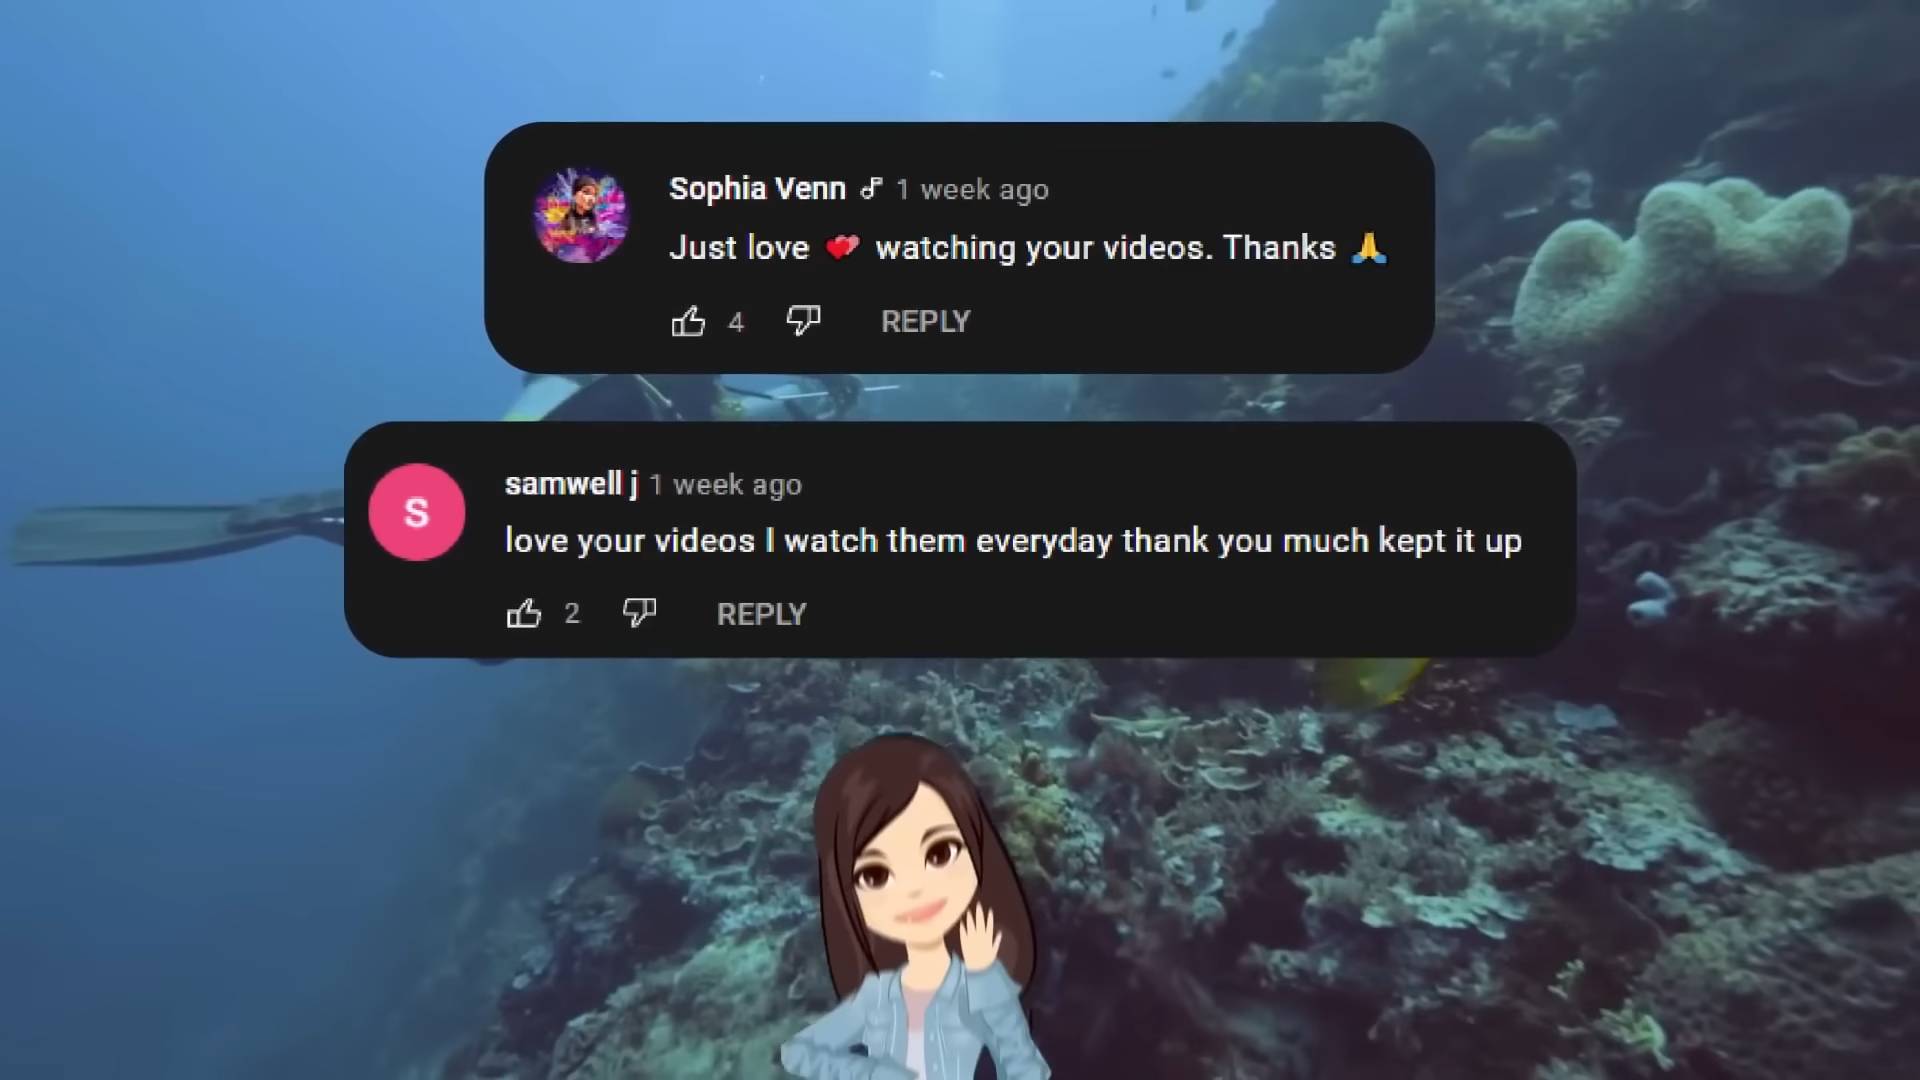 Sophia Venn 1 week ago
Just love 💕 watching your videos. Thanks 🙏
4 REPLY
S
samwell j 1 week ago
love your videos I watch them everyday thank you much kept it up
2 REPLY